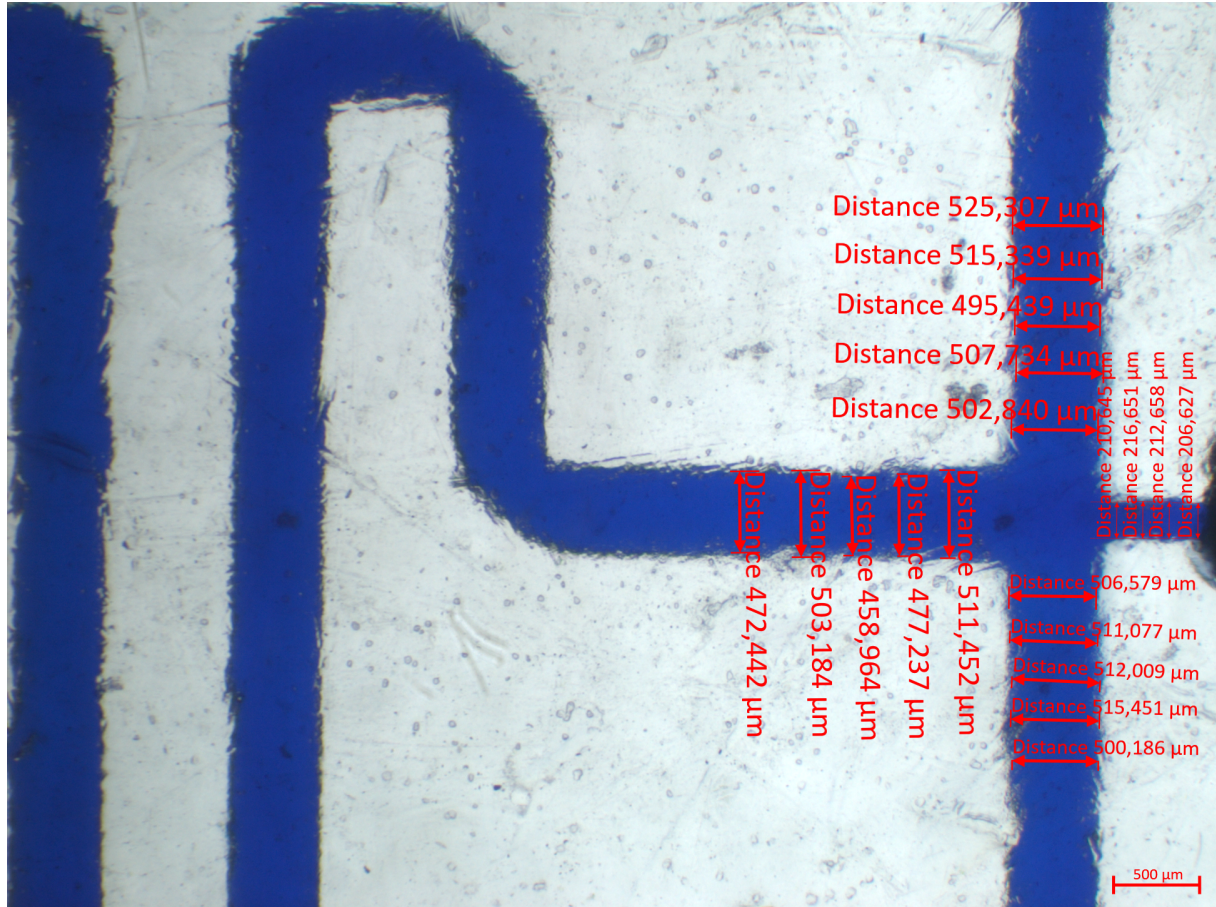 Distance 525,307 µm
Distance 515,339 µm
Distance 495,439 µm
Distance 507,734 µm
Distance 502,840 µm
Distance 210,645 µm
Distance 216,651 µm
Distance 212,658 µm
Distance 206,627 µm
Distance 472,442 µm
Distance 503,184 µm
Distance 458,964 µm
Distance 477,237 µm
Distance 511,452 µm
Distance 506,579 µm
Distance 511,077 µm
Distance 512,009 µm
Distance 515,451 µm
Distance 500,186 µm
500 µm